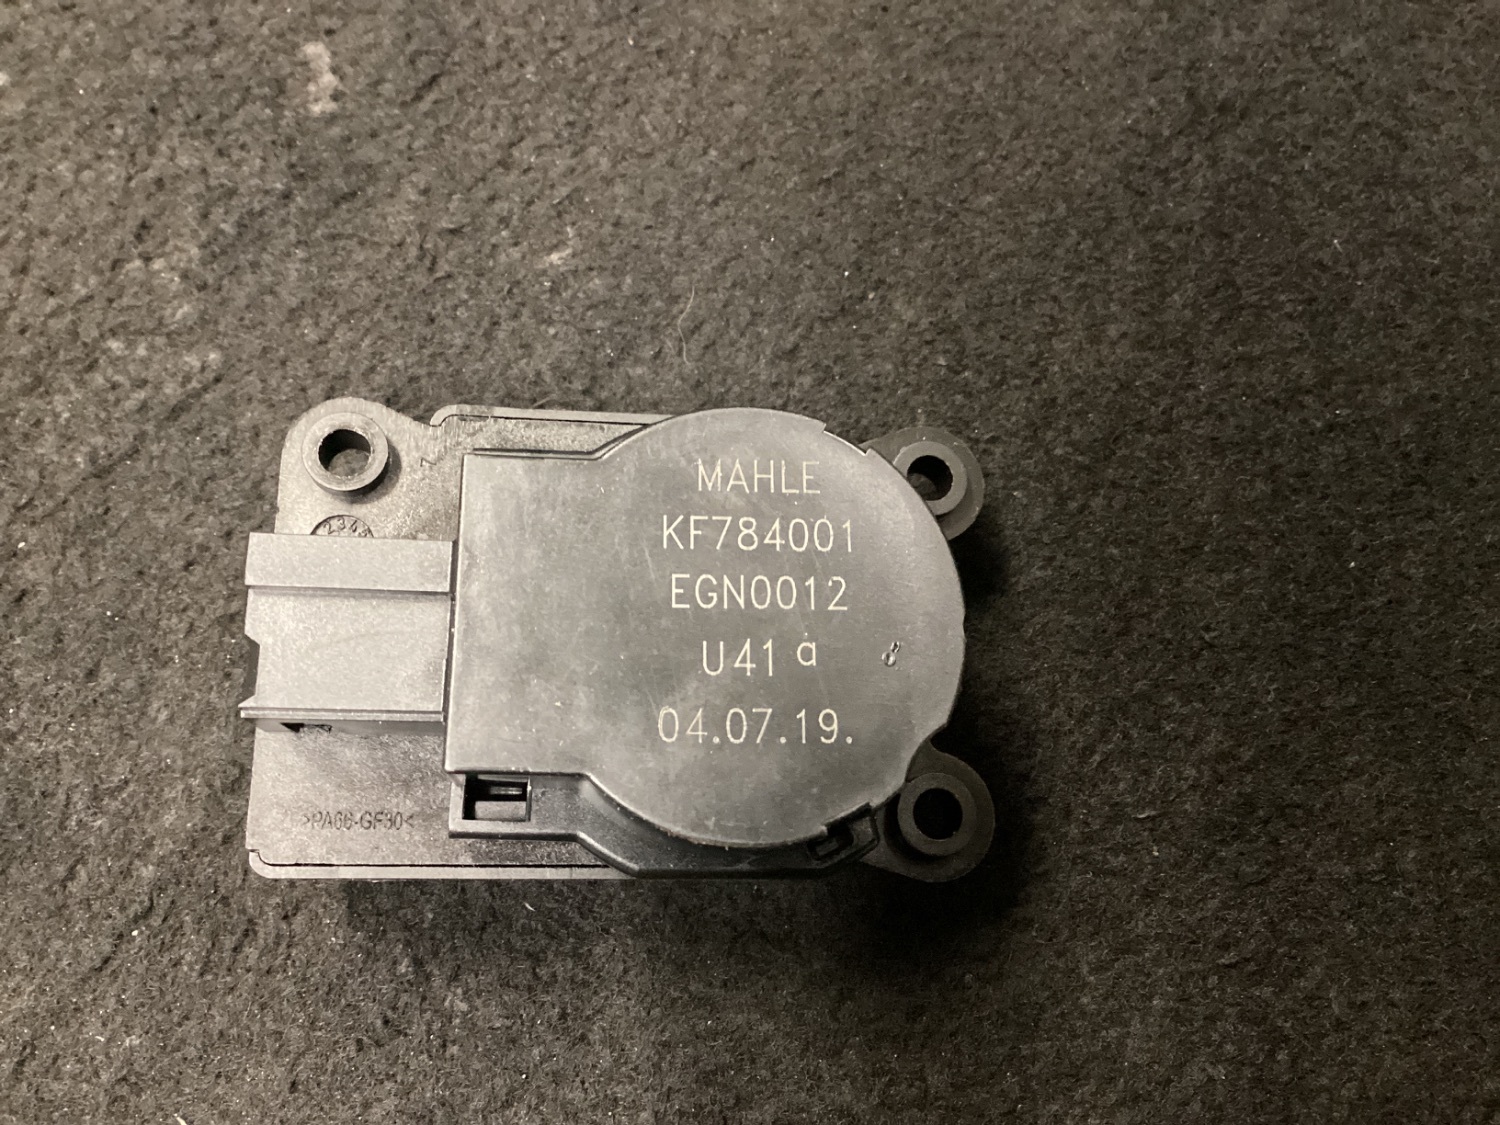 MAHLE
KF784001
EGN0012
U41 a
04.07.19.
>PA66-GF30<